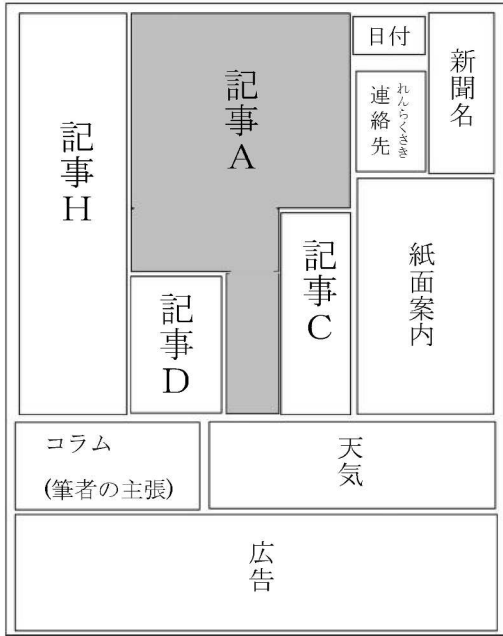 新聞名
日付
連絡先
れんらくさき
紙面案内
記事A
記事C
記事D
記事H
コラム
(筆者の主張)
天気
広告